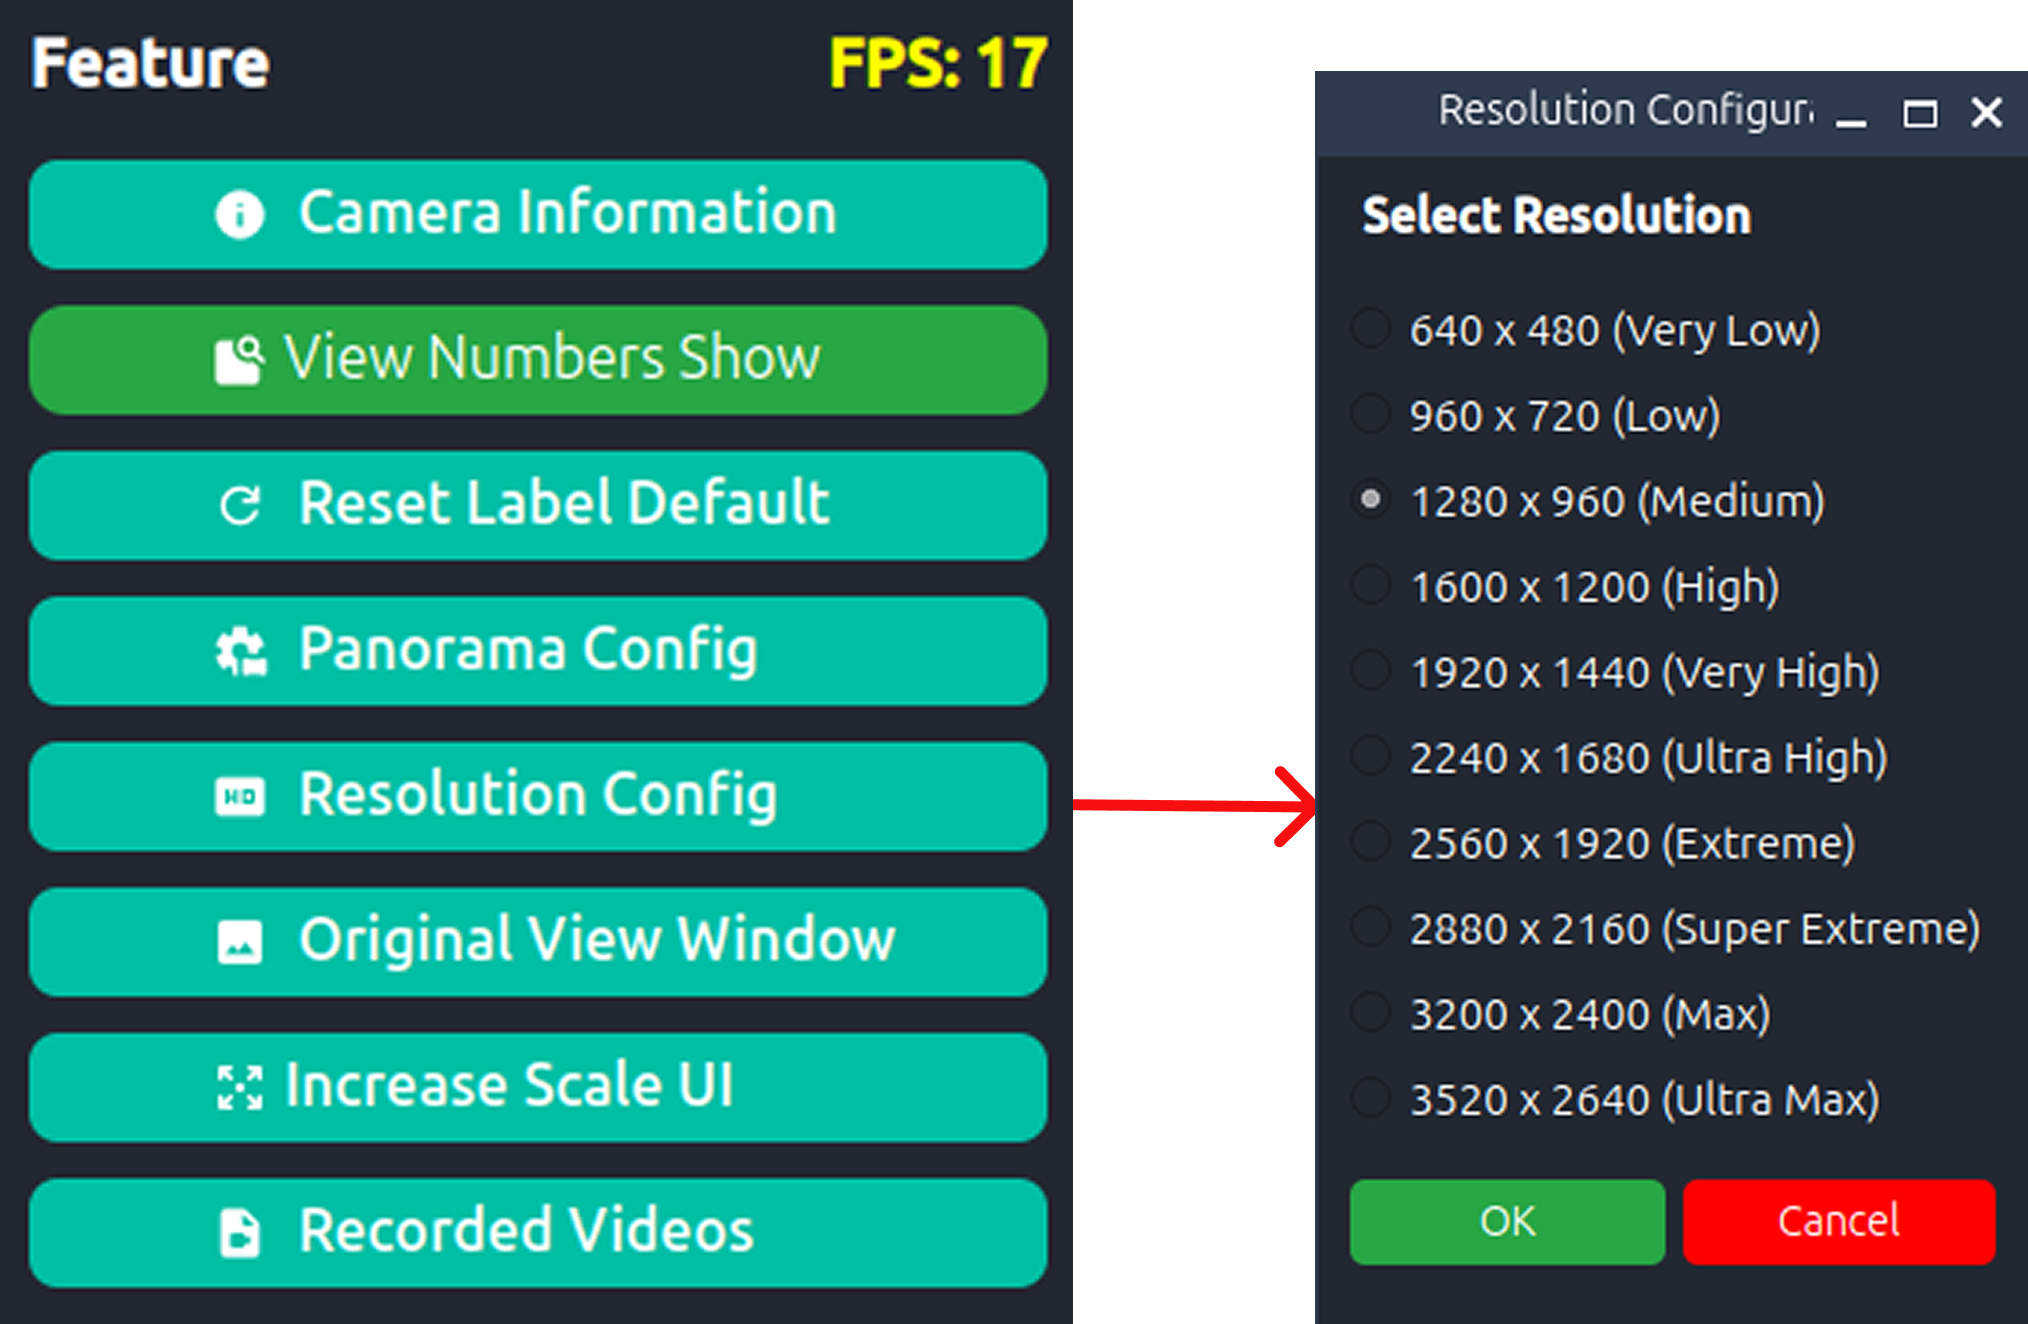 Feature
FPS: 17
Camera Information
View Numbers Show
Reset Label Default
Panorama Config
HD Resolution Config
Original View Window
Increase Scale UI
Recorded Videos
Resolution Configur
Select Resolution
640 x 480 (Very Low)
960 x 720 (Low)
1280 x 960 (Medium)
1600 x 1200 (High)
1920 x 1440 (Very High)
2240 x 1680 (Ultra High)
2560 x 1920 (Extreme)
2880 x 2160 (Super Extreme)
3200 x 2400 (Max)
3520 x 2640 (Ultra Max)
OK
Cancel